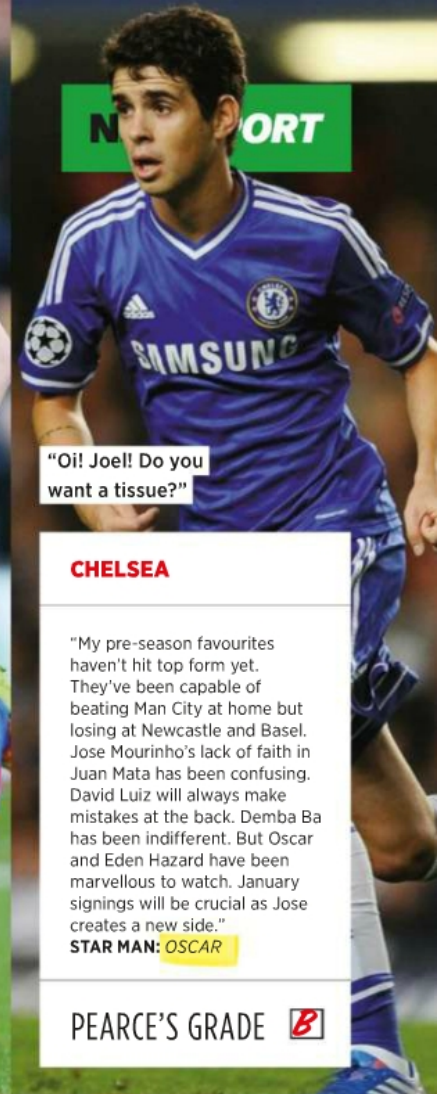 N PORT
adidas
SAMSUNG
"Oi! Joel! Do you
want a tissue?"
CHELSEA
"My pre-season favourites
haven't hit top form yet.
They've been capable of
beating Man City at home but
losing at Newcastle and Basel.
Jose Mourinho's lack of faith in
Juan Mata has been confusing.
David Luiz will always make
mistakes at the back. Demba Ba
has been indifferent. But Oscar
and Eden Hazard have been
marvellous to watch. January
signings will be crucial as Jose
creates a new side."
STAR MAN: OSCAR
PEARCE'S GRADE B